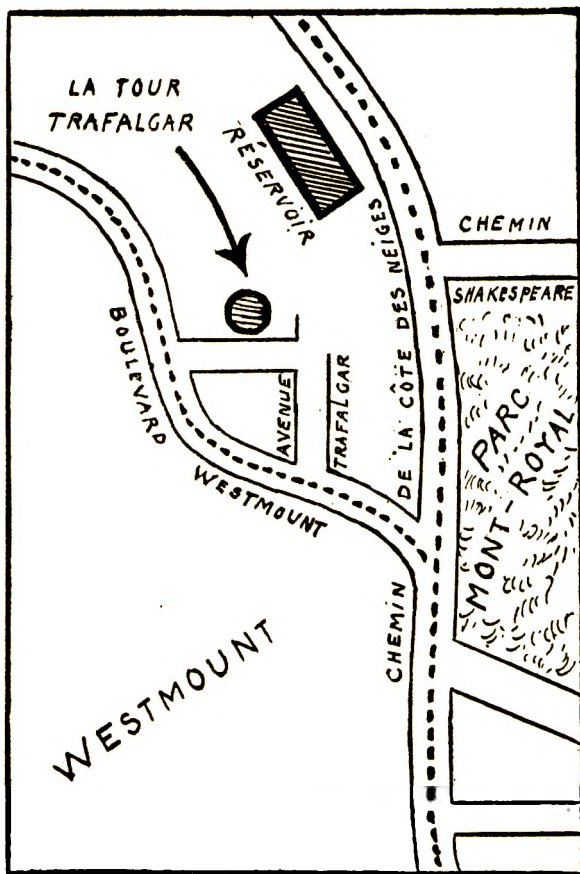 LA TOUR
TRAFALGAR
RÉSERVOIR
CHEMIN
SHAKESPEARE
CHEMIN DE LA CÔTE DES NEIGES
PARC
MONT ROYAL
BOULEVARD WESTMOUNT
AVENUE
TRAFALGAR
WESTMOUNT